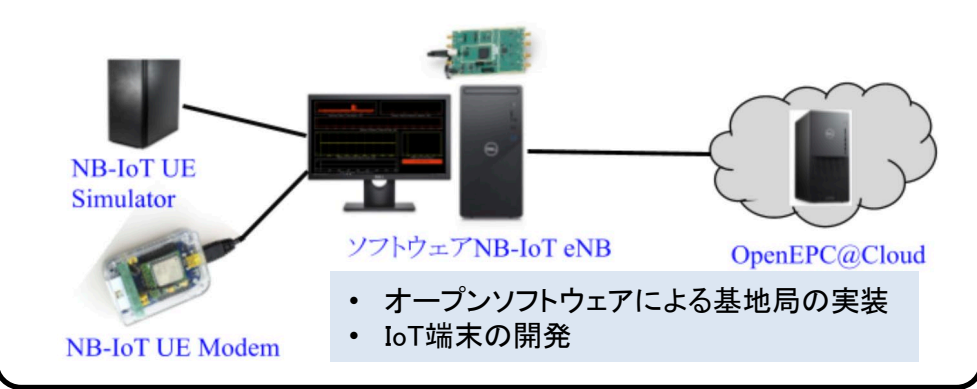 NB-IoT UE
Simulator
ソフトウェアNB-IoT eNB
OpenEPC@Cloud
NB-IoT UE Modem
• オープンソフトウェアによる基地局の実装
• IoT端末の開発